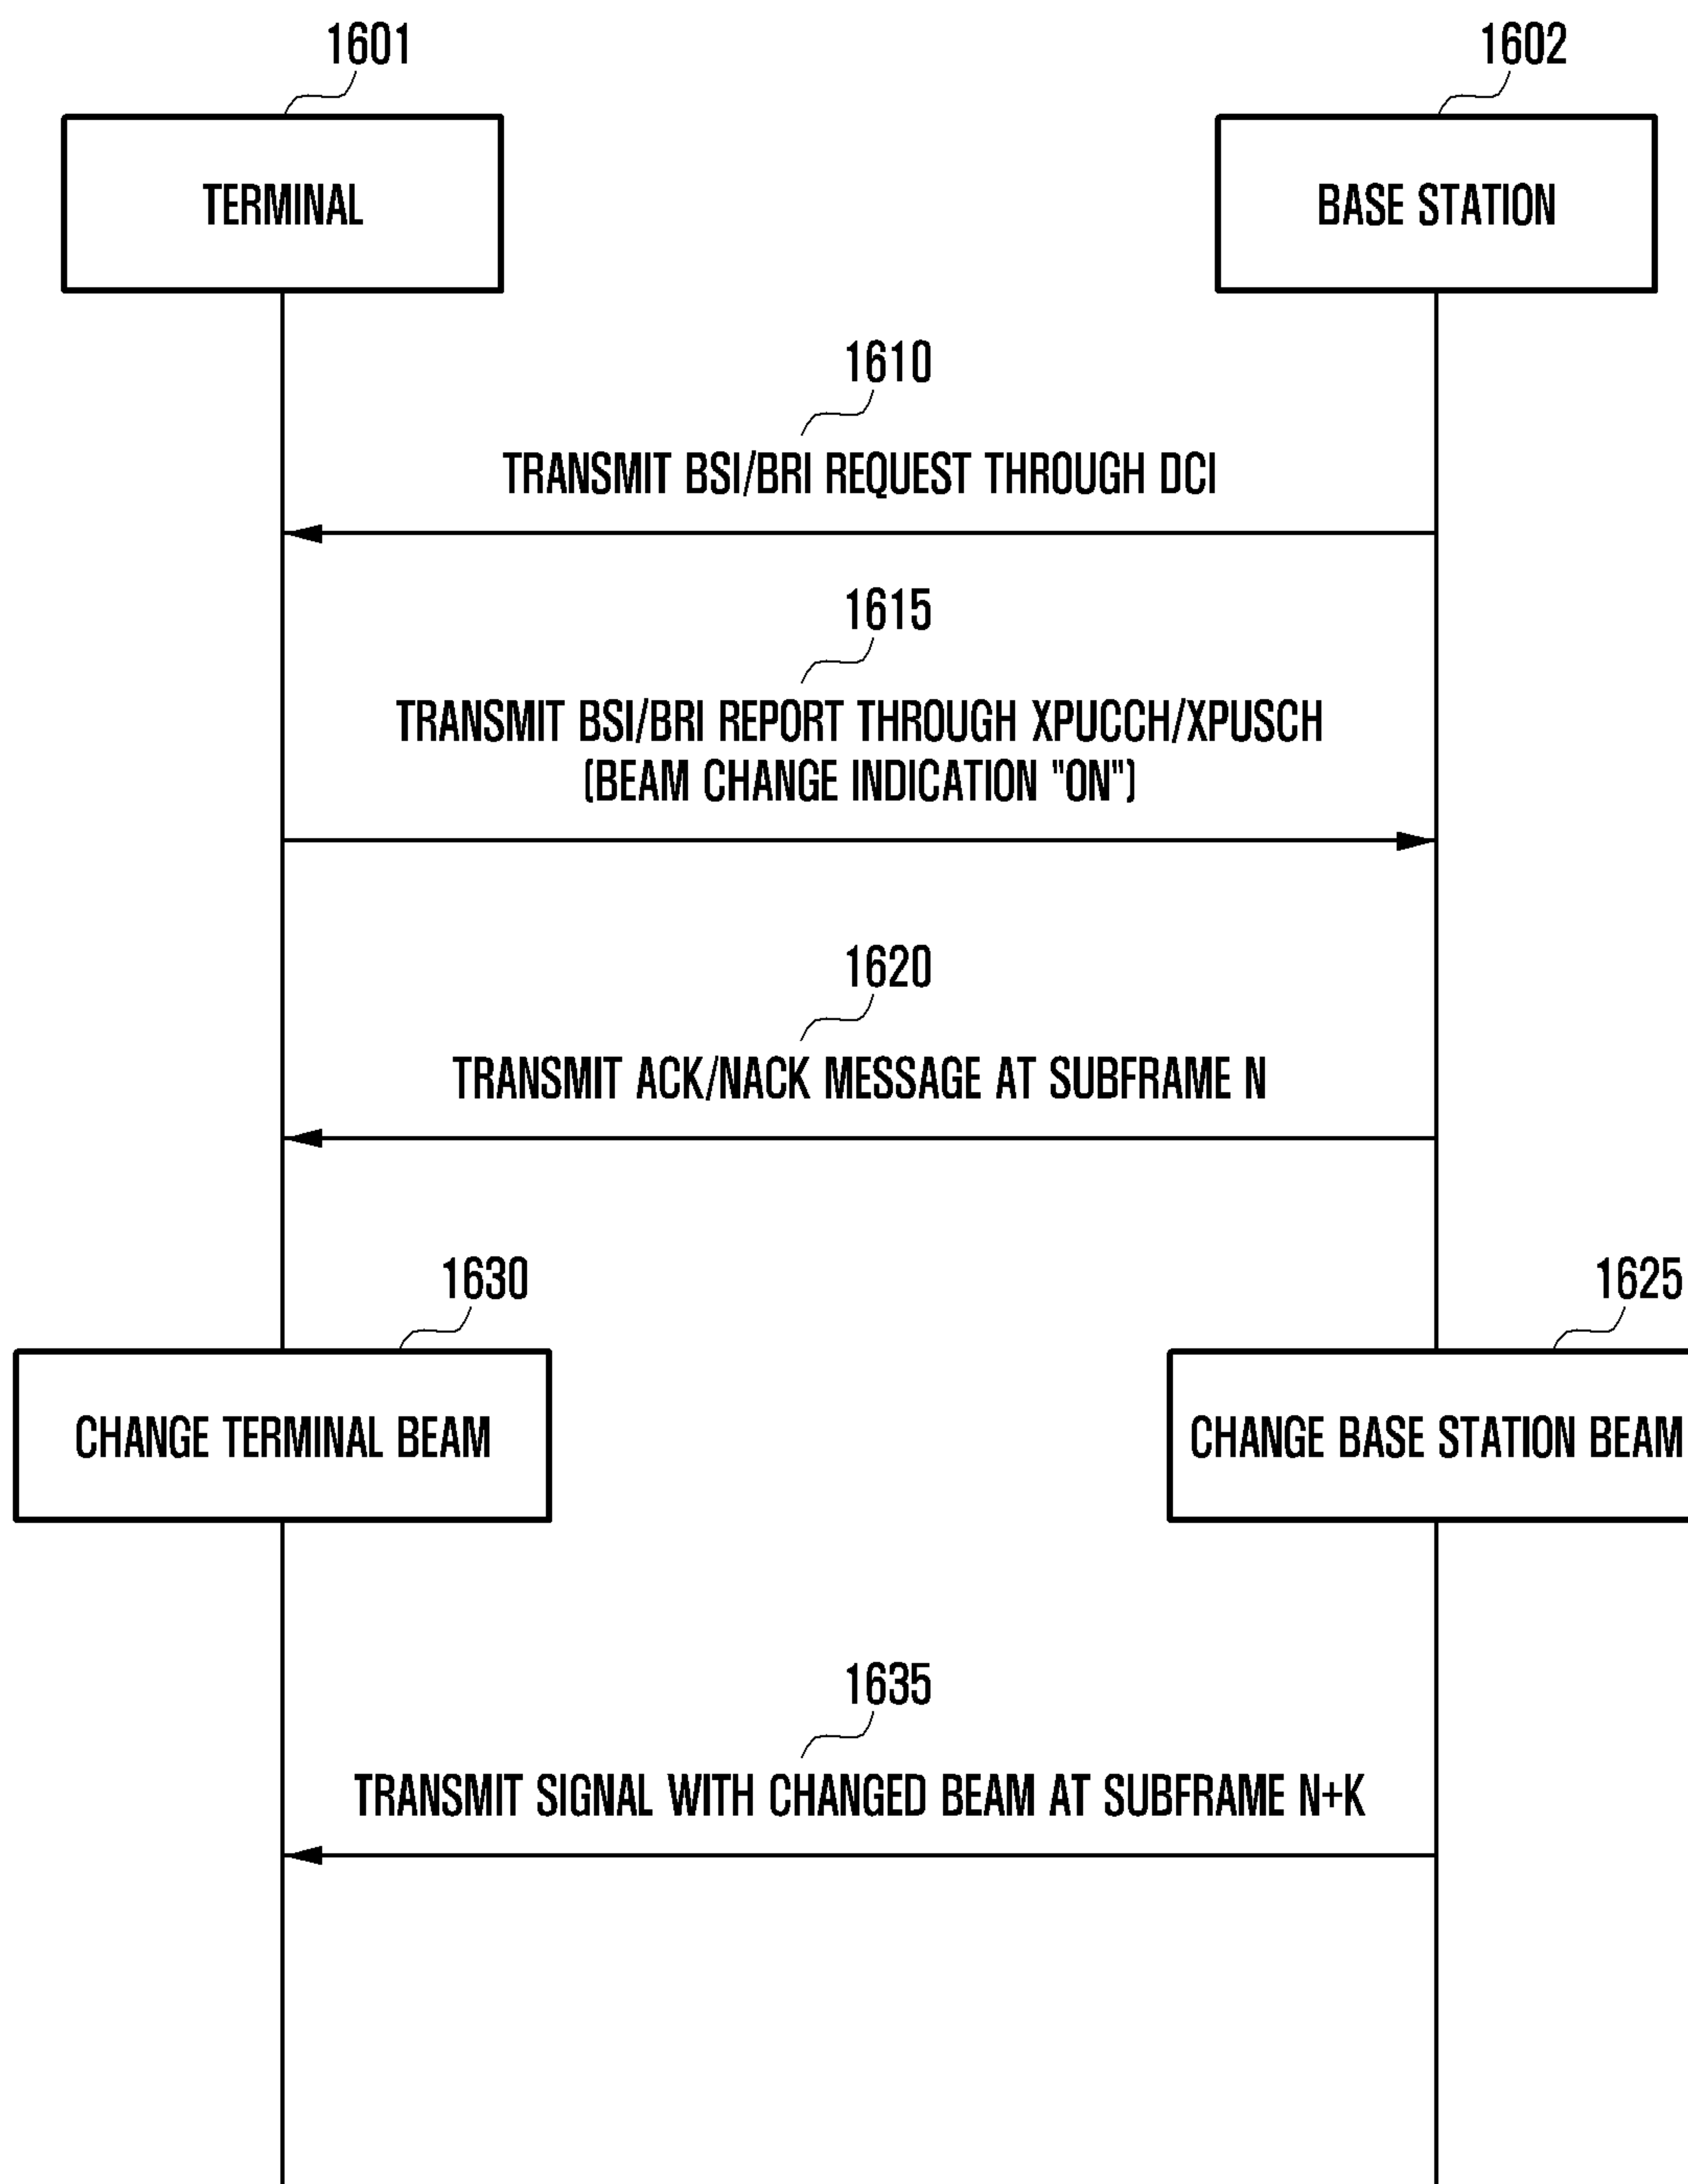 1601
1602
TERMINAL
BASE STATION
1610
TRANSMIT BSI/BRI REQUEST THROUGH DCI
1615
TRANSMIT BSI/BRI REPORT THROUGH XPUCCH/XPUSCH
(BEAM CHANGE INDICATION "ON")
1620
TRANSMIT ACK/NACK MESSAGE AT SUBFRAME N
1630
1625
CHANGE TERMINAL BEAM
CHANGE BASE STATION BEAM
1635
TRANSMIT SIGNAL WITH CHANGED BEAM AT SUBFRAME N+K